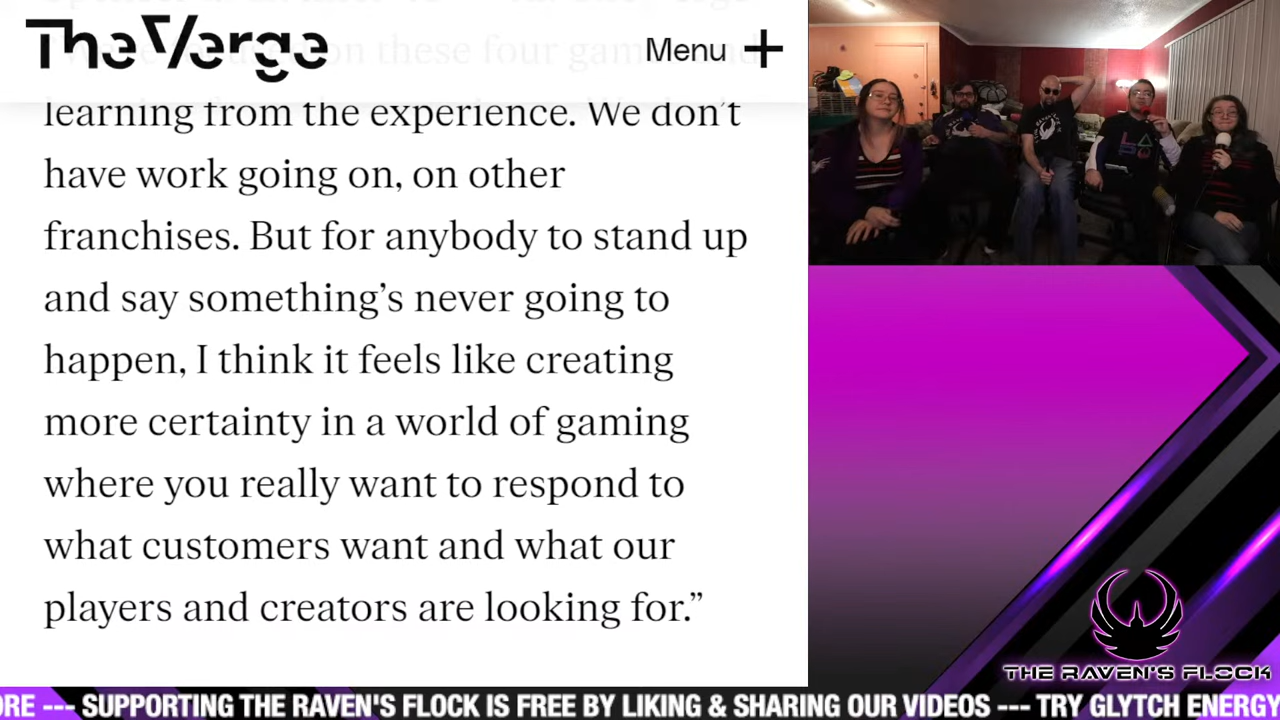 The Verge
Menu +
learning from the experience. We don't
have work going on, on other
franchises. But for anybody to stand up
and say something's never going to
happen, I think it feels like creating
more certainty in a world of gaming
where you really want to respond to
what customers want and what our
players and creators are looking for.”
THE RAVEN'S FLOCK
ORE --- SUPPORTING THE RAVEN'S FLOCK IS FREE BY LIKING & SHARING OUR VIDEOS --- TRY GLYTCH ENERGY